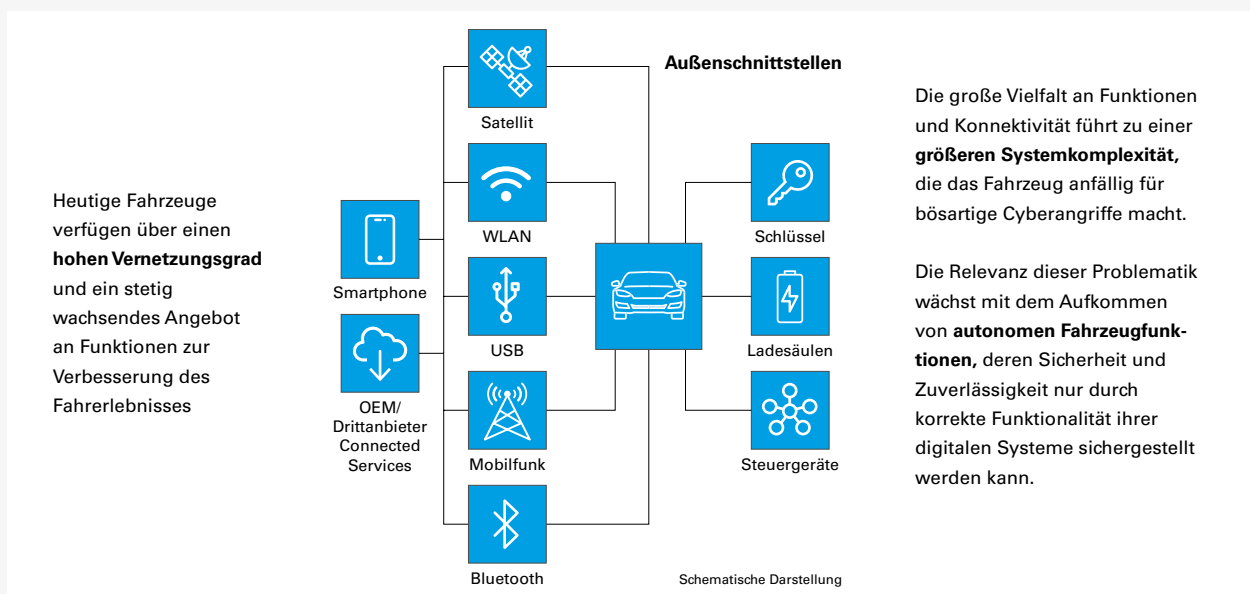 Heutige Fahrzeuge
verfügen über einen
hohen Vernetzungsgrad
und ein stetig
wachsendes Angebot
an Funktionen zur
Verbesserung des
Fahrerlebnisses
Smartphone
OEM/
Drittanbieter
Connected
Services
Satellit
WLAN
USB
Mobilfunk
Bluetooth
Außenschnittstellen
Schlüssel
Ladesäulen
Steuergeräte
Schematische Darstellung
Die große Vielfalt an Funktionen
und Konnektivität führt zu einer
größeren Systemkomplexität,
die das Fahrzeug anfällig für
bösartige Cyberangriffe macht.
Die Relevanz dieser Problematik
wächst mit dem Aufkommen
von autonomen Fahrzeugfunk-
tionen, deren Sicherheit und
Zuverlässigkeit nur durch
korrekte Funktionalität ihrer
digitalen Systeme sichergestellt
werden kann.